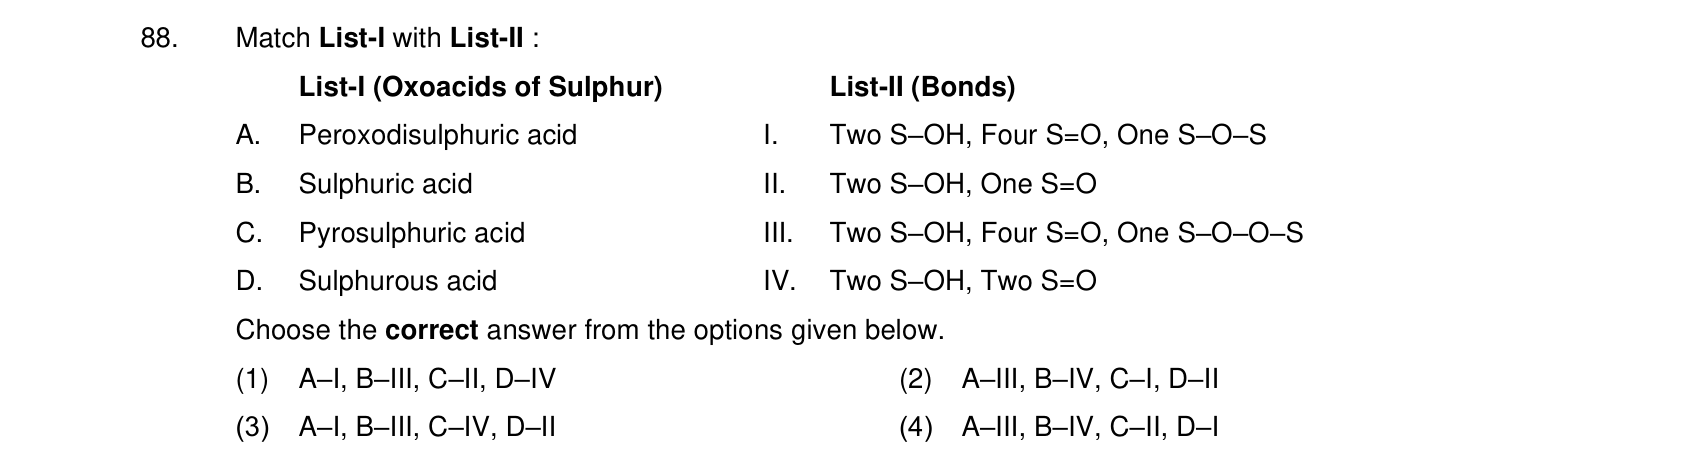 88. Match List-I with List-II :
List-I (Oxoacids of Sulphur) List-II (Bonds)
A. Peroxodisulphuric acid I. Two S–OH, Four S=O, One S–O–S
B. Sulphuric acid II. Two S–OH, One S=O
C. Pyrosulphuric acid III. Two S–OH, Four S=O, One S–O–O–S
D. Sulphurous acid IV. Two S–OH, Two S=O
Choose the correct answer from the options given below.
(1) A–I, B–III, C–II, D–IV (2) A–III, B–IV, C–I, D–II
(3) A–I, B–III, C–IV, D–II (4) A–III, B–IV, C–II, D–I